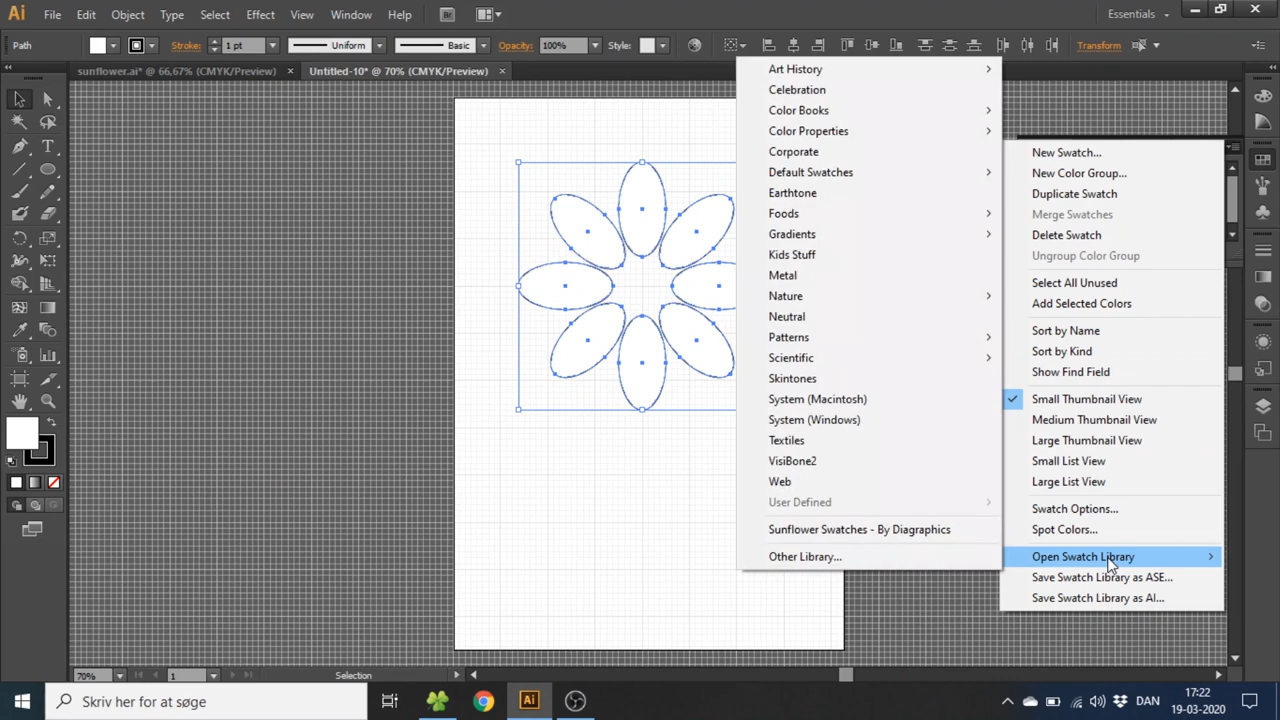 Ai File Edit Object Type Select Effect View Window Help Br Essentials
Path Stroke: 1 pt Uniform Basic Opacity: 100% Style: Transform
sunflower.ai* @ 66,67% (CMYK/Preview) Untitled-10* @ 70% (CMYK/Preview)
Art History
Celebration
Color Books
Color Properties
Corporate
Default Swatches
Earthtone
Foods
Gradients
Kids Stuff
Metal
Nature
Neutral
Patterns
Scientific
Skintones
System (Macintosh)
System (Windows)
Textiles
VisiBone2
Web
User Defined
Sunflower Swatches - By Diagraphics
Other Library...
New Swatch...
New Color Group...
Duplicate Swatch
Merge Swatches
Delete Swatch
Ungroup Color Group
Select All Unused
Add Selected Colors
Sort by Name
Sort by Kind
Show Find Field
Small Thumbnail View
Medium Thumbnail View
Large Thumbnail View
Small List View
Large List View
Swatch Options...
Spot Colors...
Open Swatch Library
Save Swatch Library as ASE...
Save Swatch Library as AI...
70% 1 Selection
Skriv her for at søge Ai DAN 17:22
19-03-2020